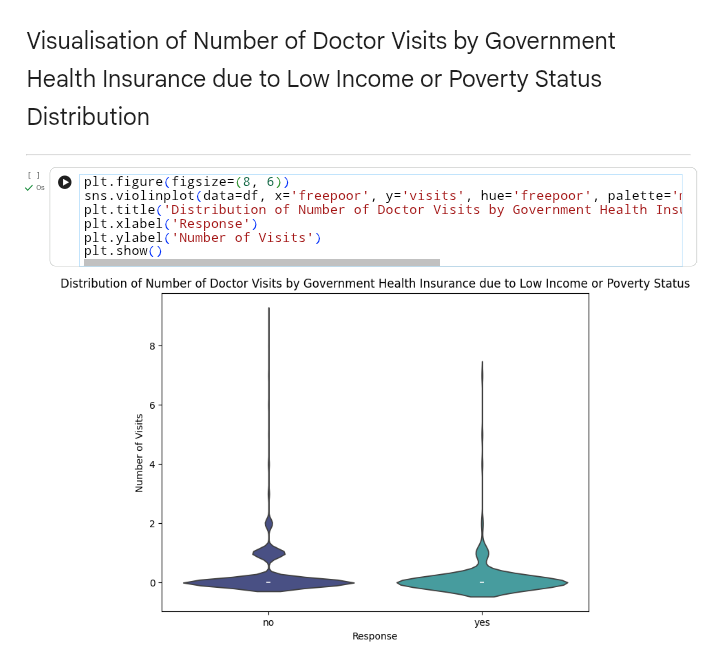 Visualisation of Number of Doctor Visits by Government
Health Insurance due to Low Income or Poverty Status
Distribution
[ ]
0s
plt.figure(figsize=(8, 6))
sns.violinplot(data=df, x='freepoor', y='visits', hue='freepoor', palette='
plt.title('Distribution of Number of Doctor Visits by Government Health Insu
plt.xlabel('Response')
plt.ylabel('Number of Visits')
plt.show()
Distribution of Number of Doctor Visits by Government Health Insurance due to Low Income or Poverty Status
8
6
4
2
0
Number of Visits
no yes
Response